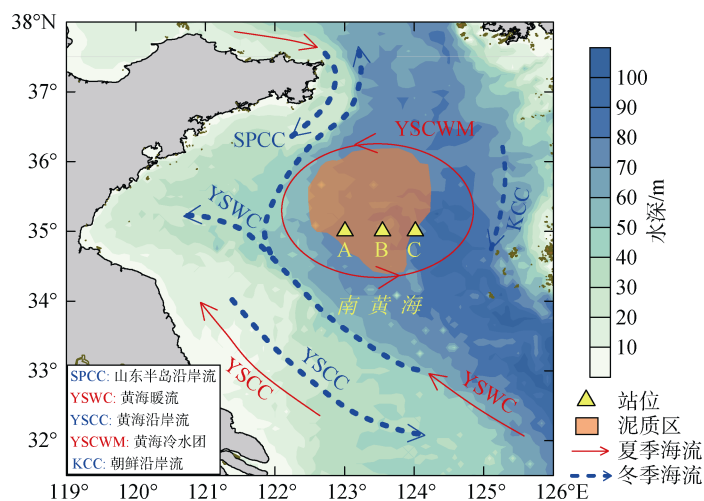 38°N
37°
36°
35°
34°
33°
32°
119°
120°
121°
122°
123°
124°
125°
126°E
SPCC
YSCWM
YSWC
KCC
A B C
南黄海
YSCC
YSCC
YSWC
SPCC: 山东半岛沿岸流
YSWC: 黄海暖流
YSCC: 黄海沿岸流
YSCWM: 黄海冷水团
KCC: 朝鲜沿岸流
100
90
80
70
60
50
40
30
20
10
水深/m
站位
泥质区
夏季海流
冬季海流